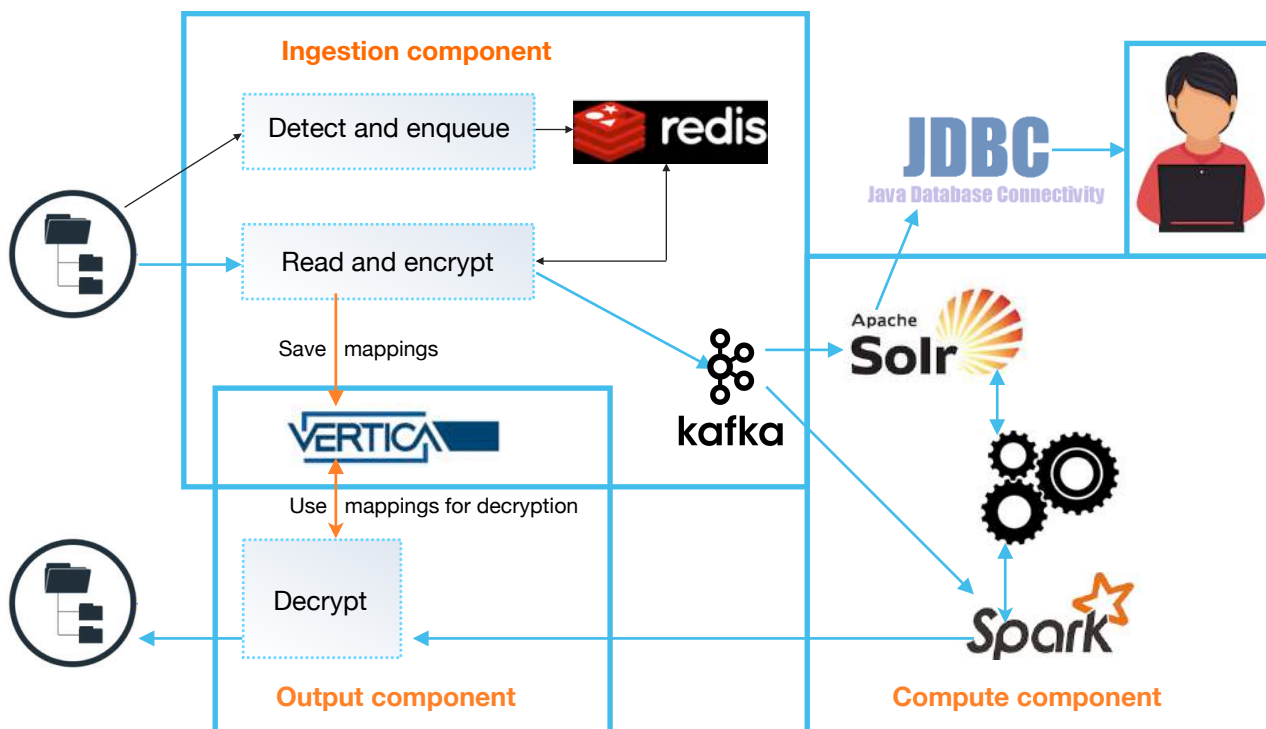 Ingestion component
Detect and enqueue
redis
JDBC
Java Database Connectivity
Read and encrypt
Apache
Solr
Save mappings
kafka
VERTICA
Use mappings for decryption
Decrypt
Spark
Output component
Compute component